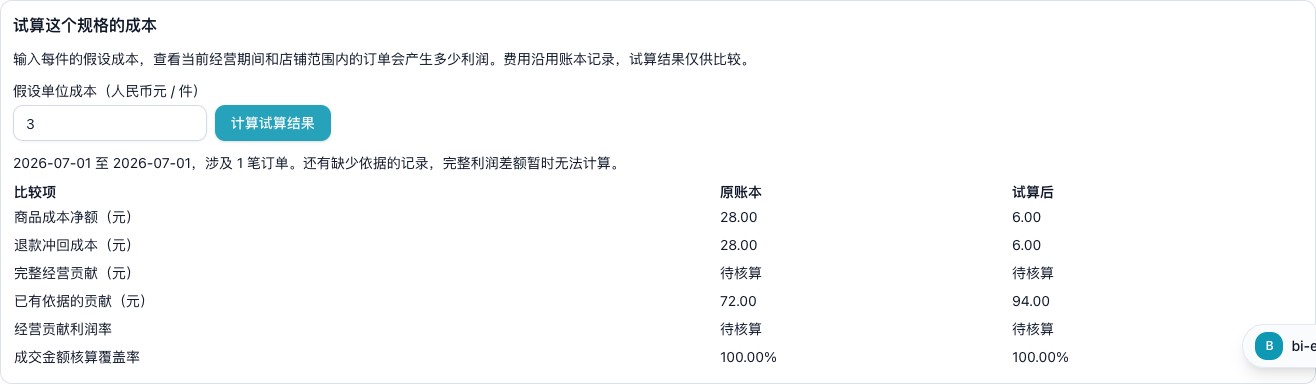 试算这个规格的成本
输入每件的假设成本，查看当前经营期间和店铺范围内的订单会产生多少利润。费用沿用账本记录，试算结果仅供比较。
假设单位成本（人民币元 / 件）
3 计算试算结果
2026-07-01 至 2026-07-01，涉及 1 笔订单。还有缺少依据的记录，完整利润差额暂时无法计算。
比较项 原账本 试算后
商品成本净额（元） 28.00 6.00
退款冲回成本（元） 28.00 6.00
完整经营贡献（元） 待核算 待核算
已有依据的贡献（元） 72.00 94.00
经营贡献利润率 待核算 待核算
成交金额核算覆盖率 100.00% 100.00%
B bi-e